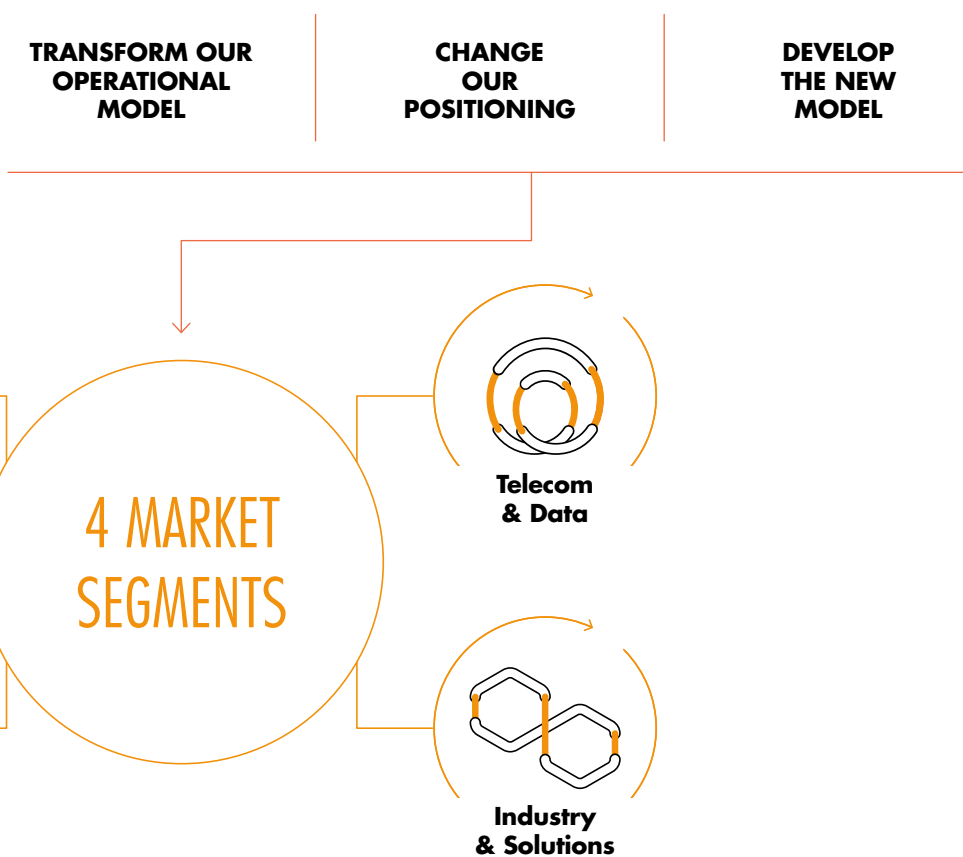 TRANSFORM OUR
OPERATIONAL
MODEL
CHANGE
OUR
POSITIONING
DEVELOP
THE NEW
MODEL
4 MARKET
SEGMENTS
Telecom
& Data
Industry
& Solutions